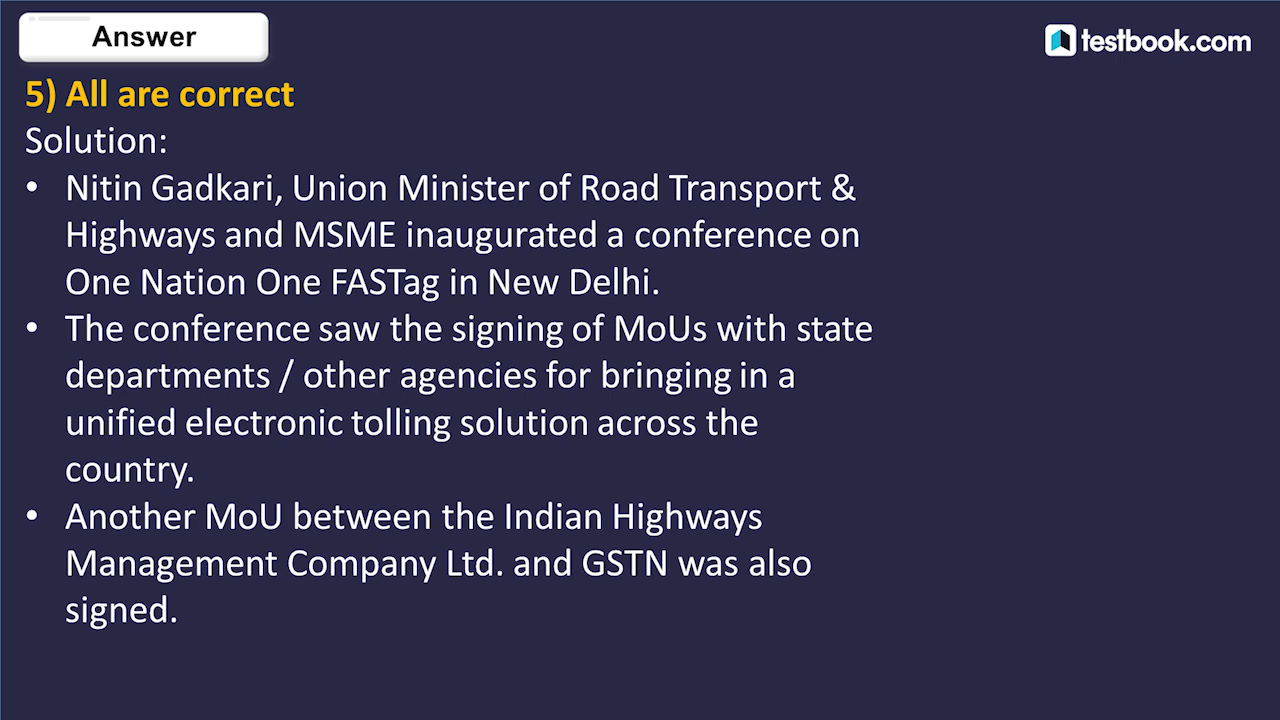 Answer
testbook.com
5) All are correct
Solution:
• Nitin Gadkari, Union Minister of Road Transport &
Highways and MSME inaugurated a conference on
One Nation One FASTag in New Delhi.
• The conference saw the signing of MoUs with state
departments / other agencies for bringing in a
unified electronic tolling solution across the
country.
• Another MoU between the Indian Highways
Management Company Ltd. and GSTN was also
signed.